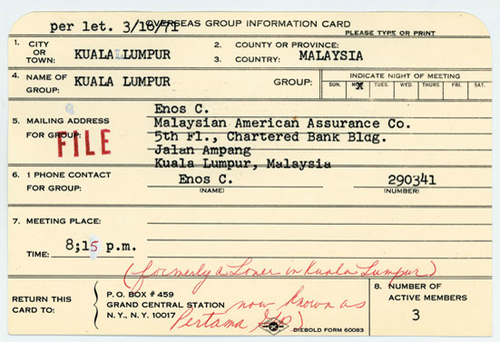 per let. 3/18/71
OVERSEAS GROUP INFORMATION CARD
PLEASE TYPE OR PRINT
1. CITY OR TOWN: KUALA LUMPUR
2. COUNTY OR PROVINCE:
3. COUNTRY: MALAYSIA
4. NAME OF GROUP: KUALA LUMPUR
GROUP:
INDICATE NIGHT OF MEETING
SUN. MON. TUES. WED. THURS. FRI. SAT.
X
5. MAILING ADDRESS FOR GROUP:
FILE
Enos C.
Malaysian American Assurance Co.
5th Fl., Chartered Bank Bldg.
Jalan Ampang
Kuala Lumpur, Malaysia
6. 1 PHONE CONTACT FOR GROUP:
Enos C. 290341
(NAME) (NUMBER)
7. MEETING PLACE:
TIME: 8;15 p.m.
(formerly a Loner in Kuala Lumpur)
now known as
Pertama
RETURN THIS CARD TO:
P. O. BOX # 459
GRAND CENTRAL STATION
N. Y., N. Y. 10017
DIEBOLD FORM 60083
8. NUMBER OF ACTIVE MEMBERS
3